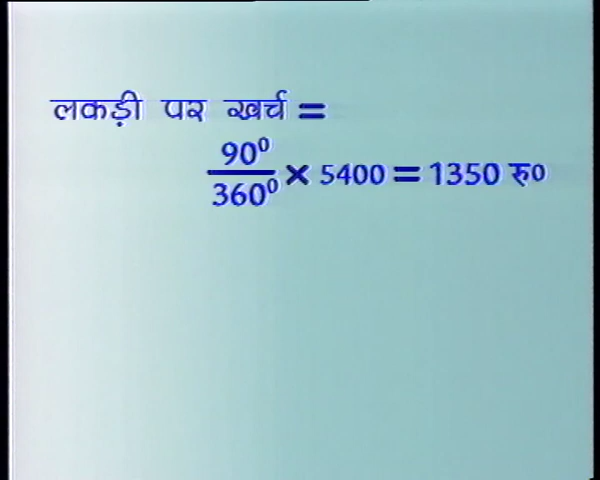 लकड़ी पर खर्च =
90⁰/360⁰ × 5400 = 1350 रु०